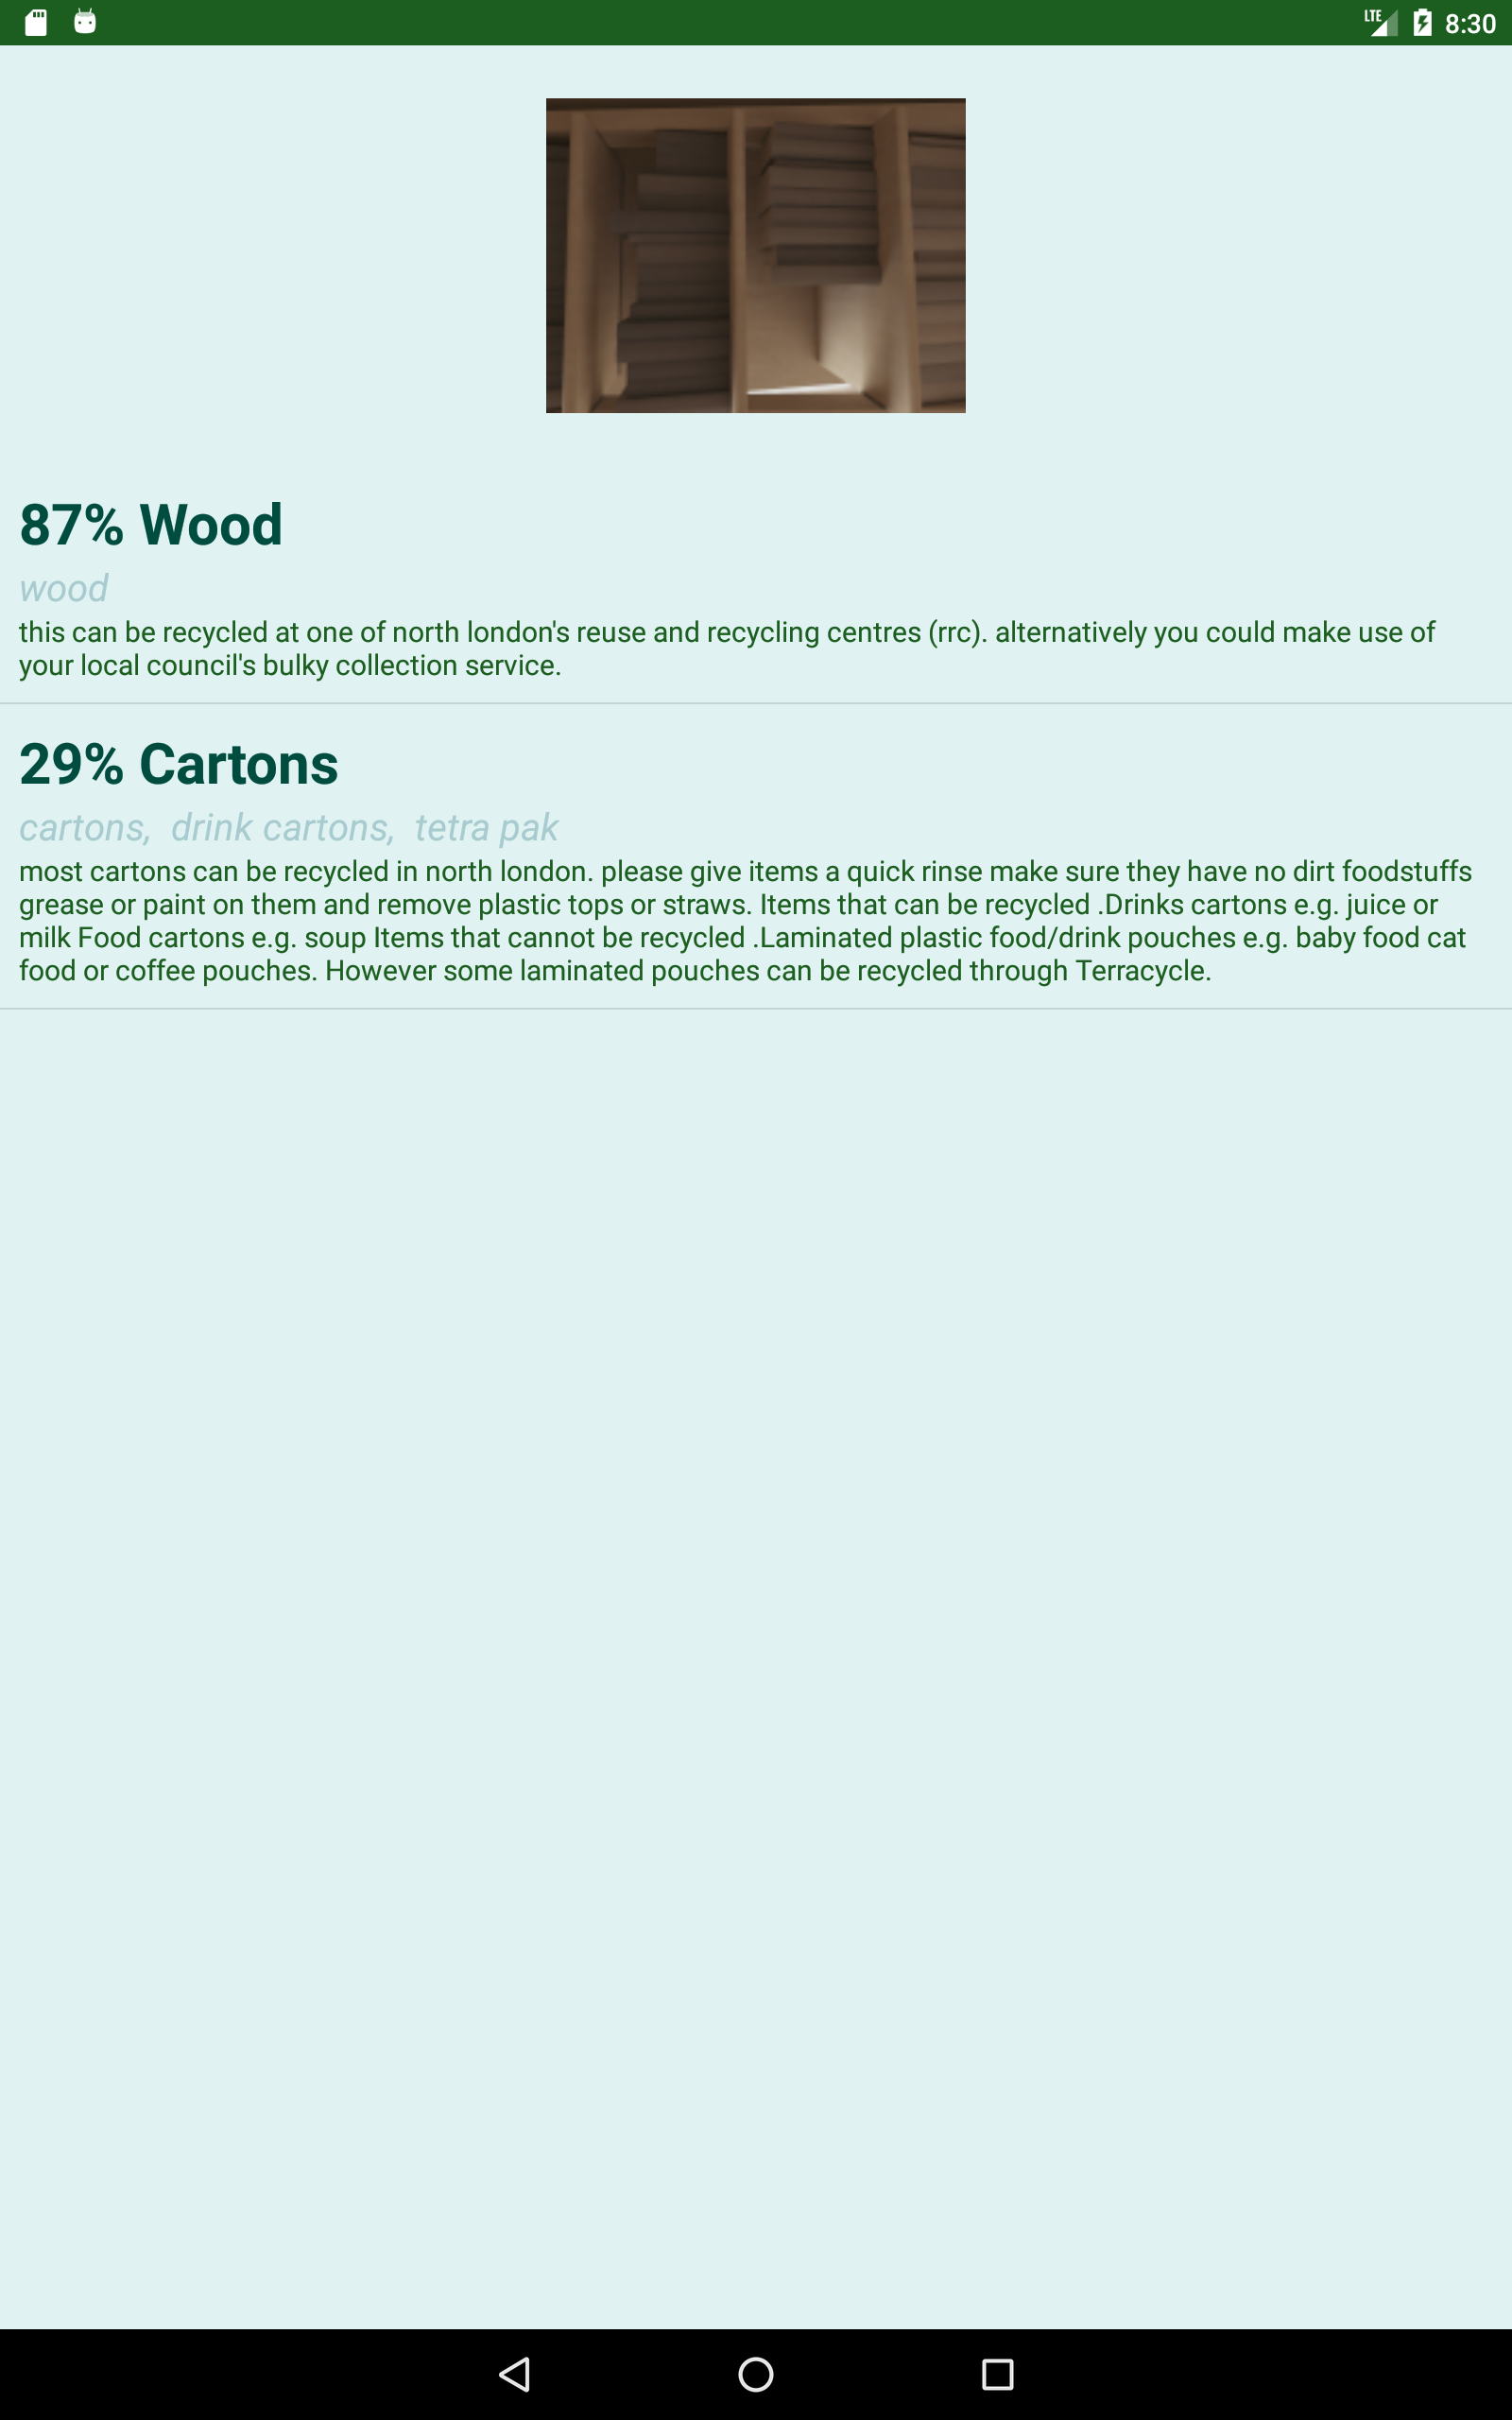 LTE 8:30
87% Wood
wood
this can be recycled at one of north london's reuse and recycling centres (rrc). alternatively you could make use of
your local council's bulky collection service.
29% Cartons
cartons,  drink cartons,  tetra pak
most cartons can be recycled in north london. please give items a quick rinse make sure they have no dirt foodstuffs
grease or paint on them and remove plastic tops or straws. Items that can be recycled .Drinks cartons e.g. juice or
milk Food cartons e.g. soup Items that cannot be recycled .Laminated plastic food/drink pouches e.g. baby food cat
food or coffee pouches. However some laminated pouches can be recycled through Terracycle.